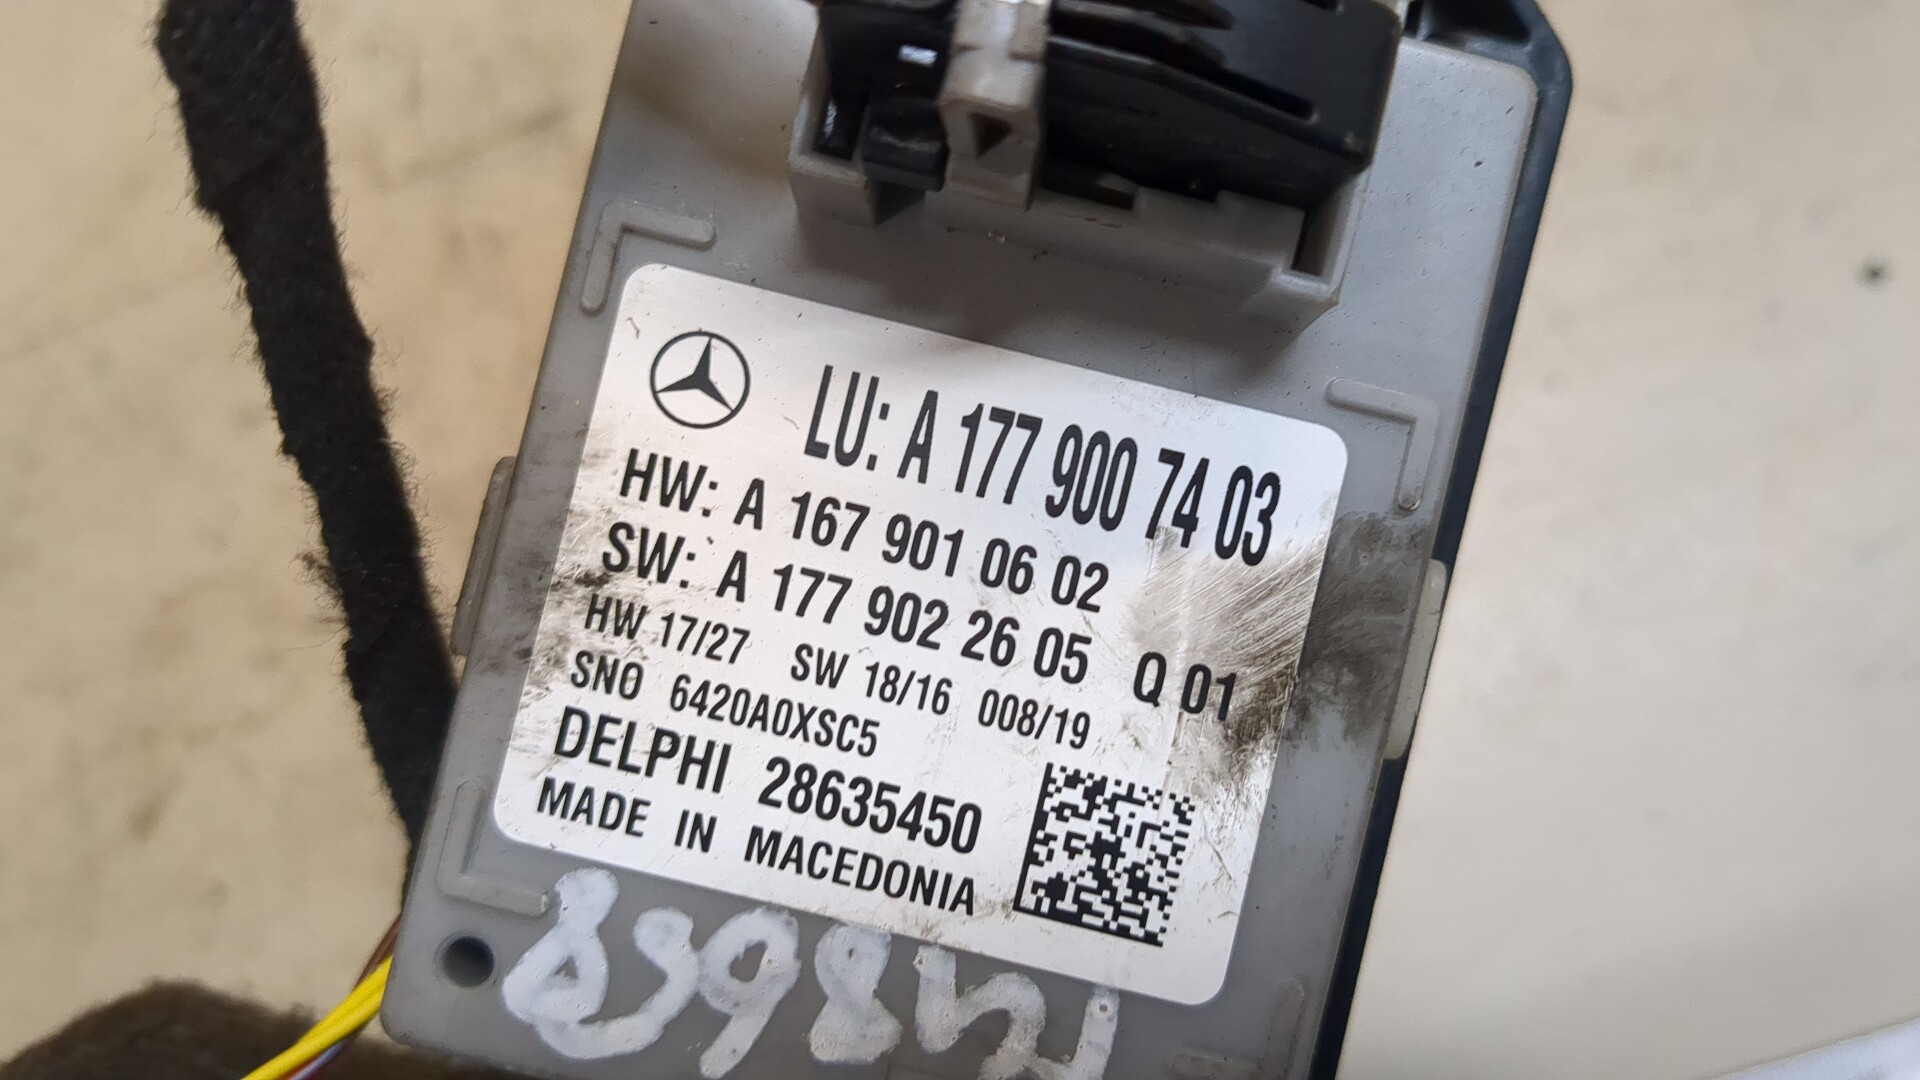 LU: A 177 900 74 03
HW: A 167 901 06 02
SW: A 177 902 26 05 Q 01
HW 17/27 SW 18/16 008/19
SNO 6420A0XSC5
DELPHI 28635450
MADE IN MACEDONIA